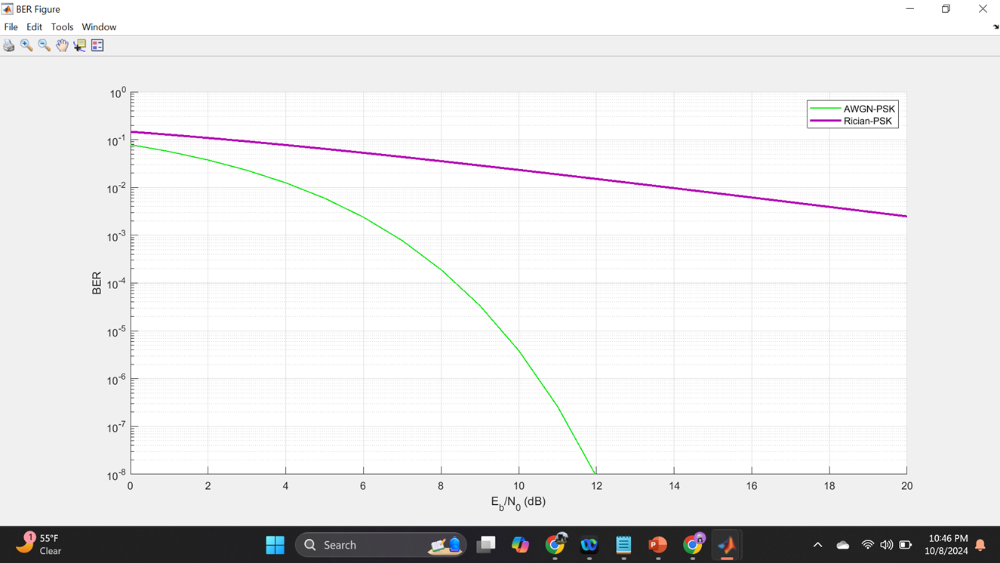 BER Figure
File Edit Tools Window
AWGN-PSK
Rician-PSK
10^0
10^-1
10^-2
10^-3
10^-4
10^-5
10^-6
10^-7
10^-8
BER
0 2 4 6 8 10 12 14 16 18 20
E_b/N_0 (dB)
1
55°F
Clear
Search
P
10:46 PM
10/8/2024